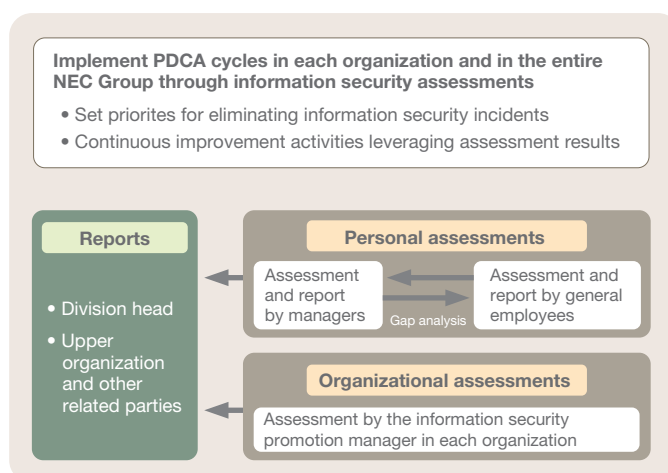 Implement PDCA cycles in each organization and in the entire
NEC Group through information security assessments
• Set priorites for eliminating information security incidents
• Continuous improvement activities leveraging assessment results
Reports
• Division head
• Upper
organization
and other
related parties
Personal assessments
Assessment
and report
by managers
Gap analysis
Assessment and
report by general
employees
Organizational assessments
Assessment by the information security
promotion manager in each organization